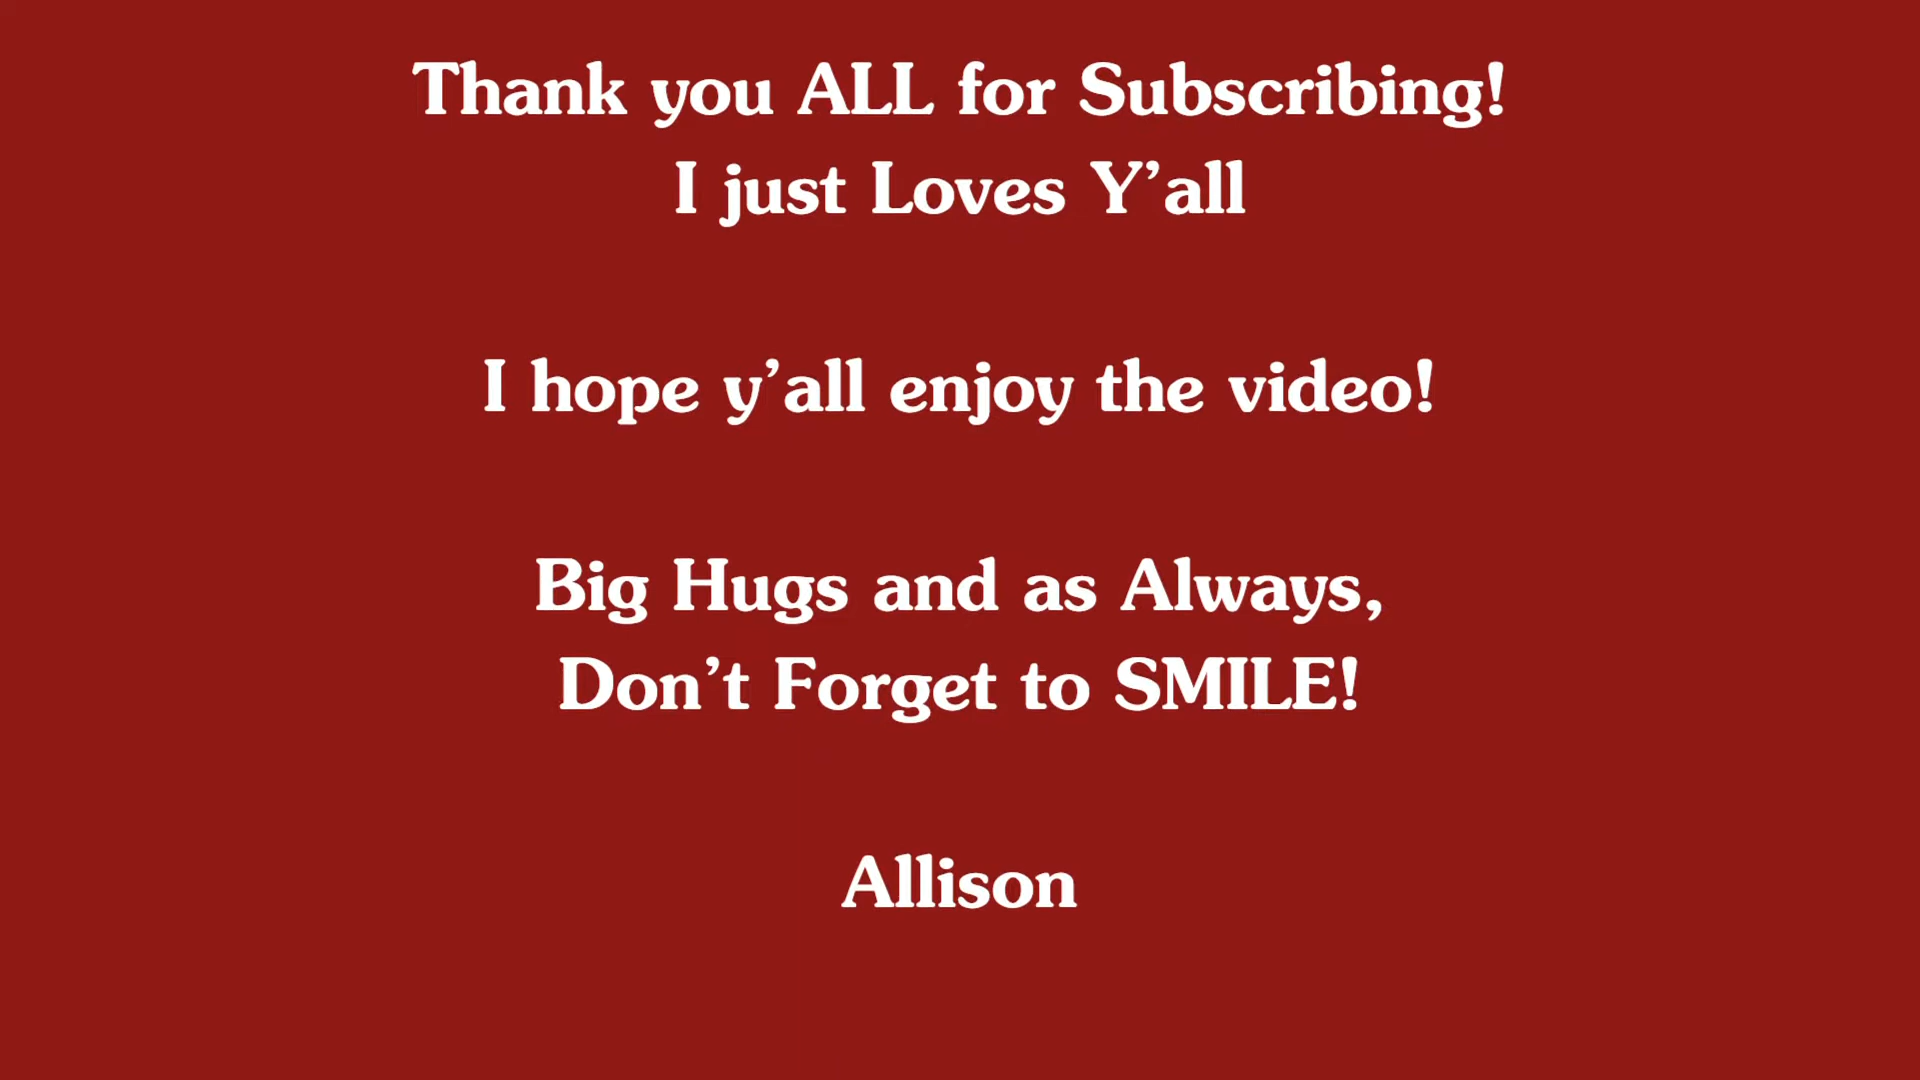 Thank you ALL for Subscribing!
I just Loves Y’all
I hope y’all enjoy the video!
Big Hugs and as Always,
Don’t Forget to SMILE!
Allison